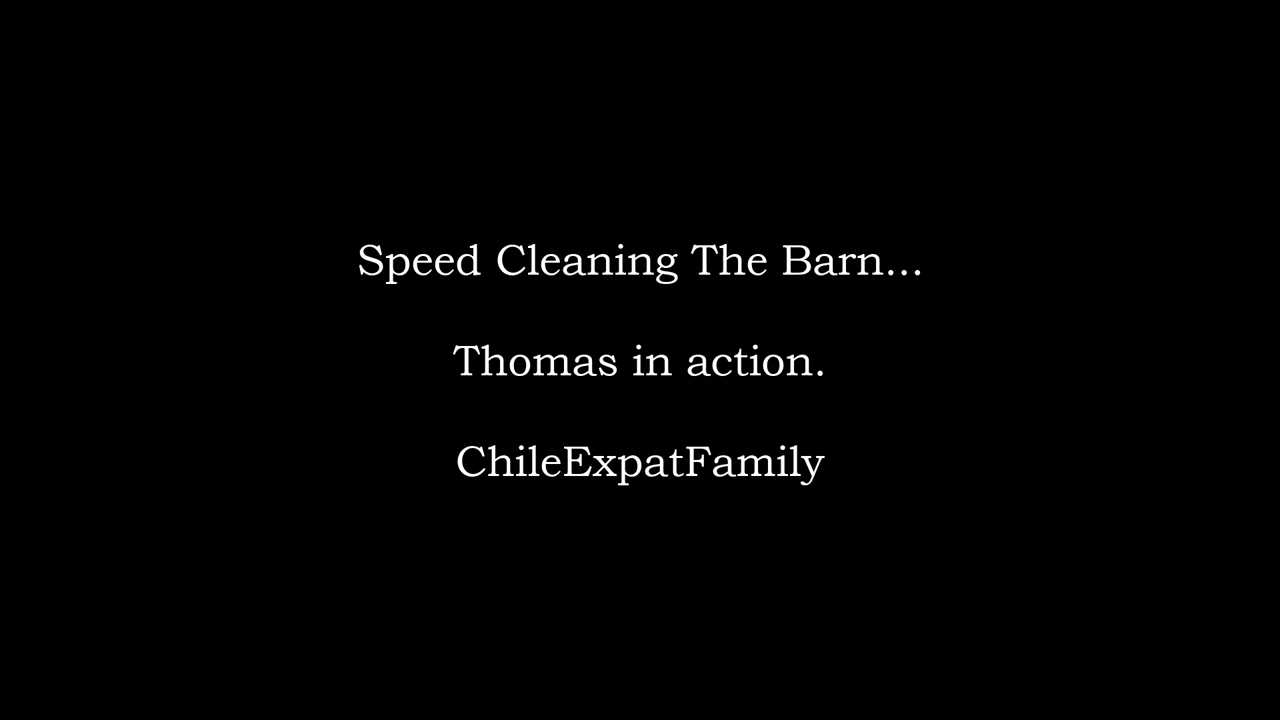 Speed Cleaning The Barn...
Thomas in action.
ChileExpatFamily